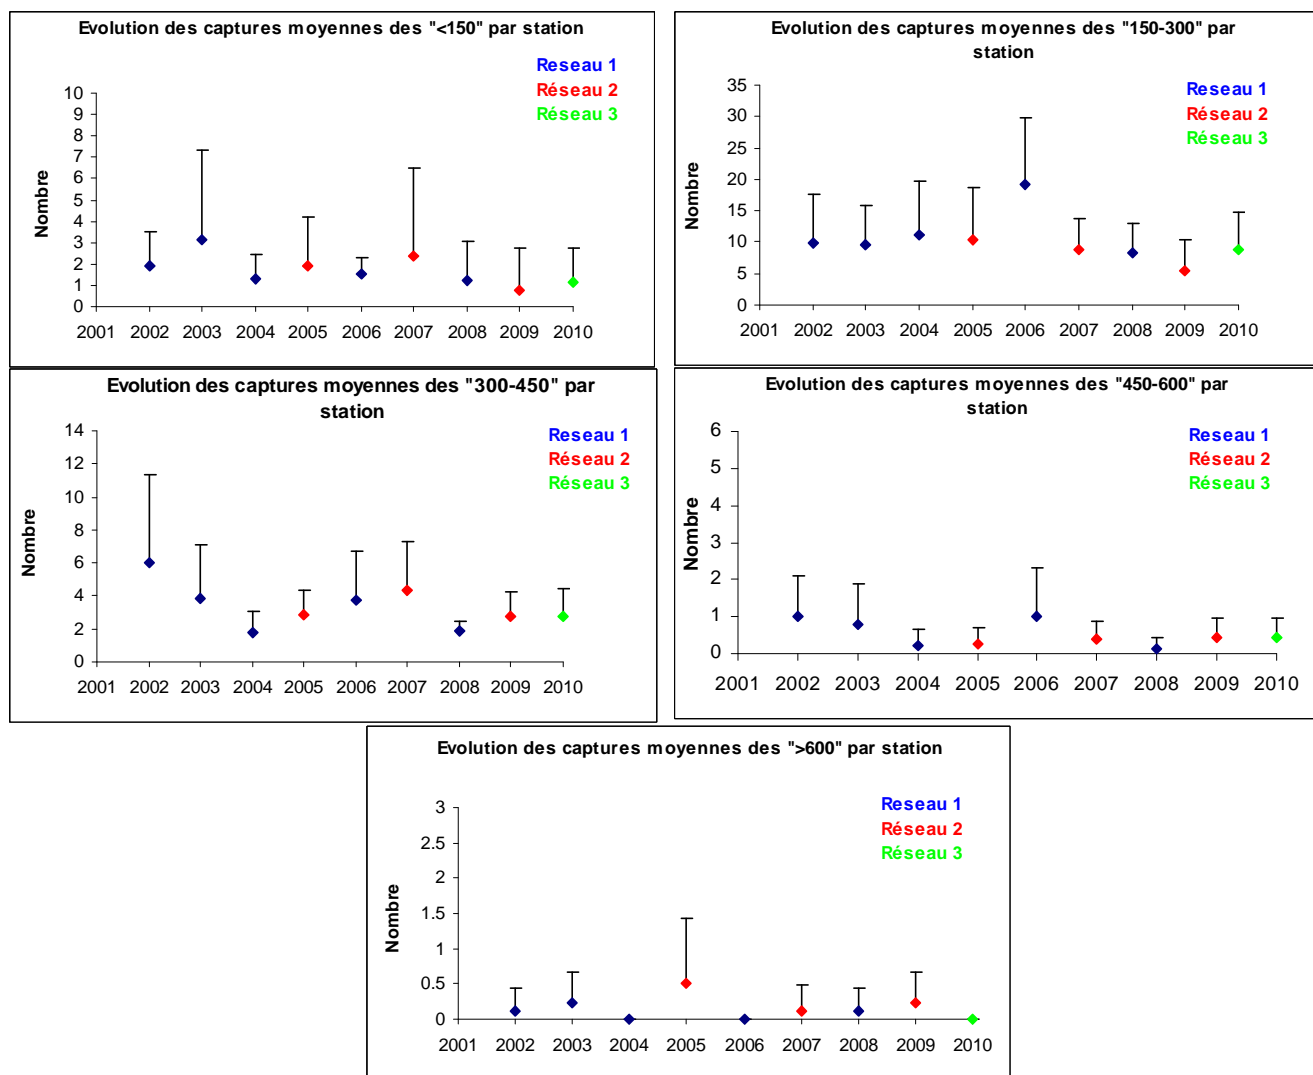 Evolution des captures moyennes des "<150" par station
Reseau 1
Réseau 2
Réseau 3
Nombre
10
9
8
7
6
5
4
3
2
1
0
2001 2002 2003 2004 2005 2006 2007 2008 2009 2010
Evolution des captures moyennes des "150-300" par
station
Reseau 1
Réseau 2
Réseau 3
Nombre
35
30
25
20
15
10
5
0
2001 2002 2003 2004 2005 2006 2007 2008 2009 2010
Evolution des captures moyennes des "300-450" par
station
Reseau 1
Réseau 2
Réseau 3
Nombre
14
12
10
8
6
4
2
0
2001 2002 2003 2004 2005 2006 2007 2008 2009 2010
Evolution des captures moyennes des "450-600" par
station
Reseau 1
Réseau 2
Réseau 3
Nombre
6
5
4
3
2
1
0
2001 2002 2003 2004 2005 2006 2007 2008 2009 2010
Evolution des captures moyennes des ">600" par station
Reseau 1
Réseau 2
Réseau 3
Nombre
3
2.5
2
1.5
1
0.5
0
2001 2002 2003 2004 2005 2006 2007 2008 2009 2010